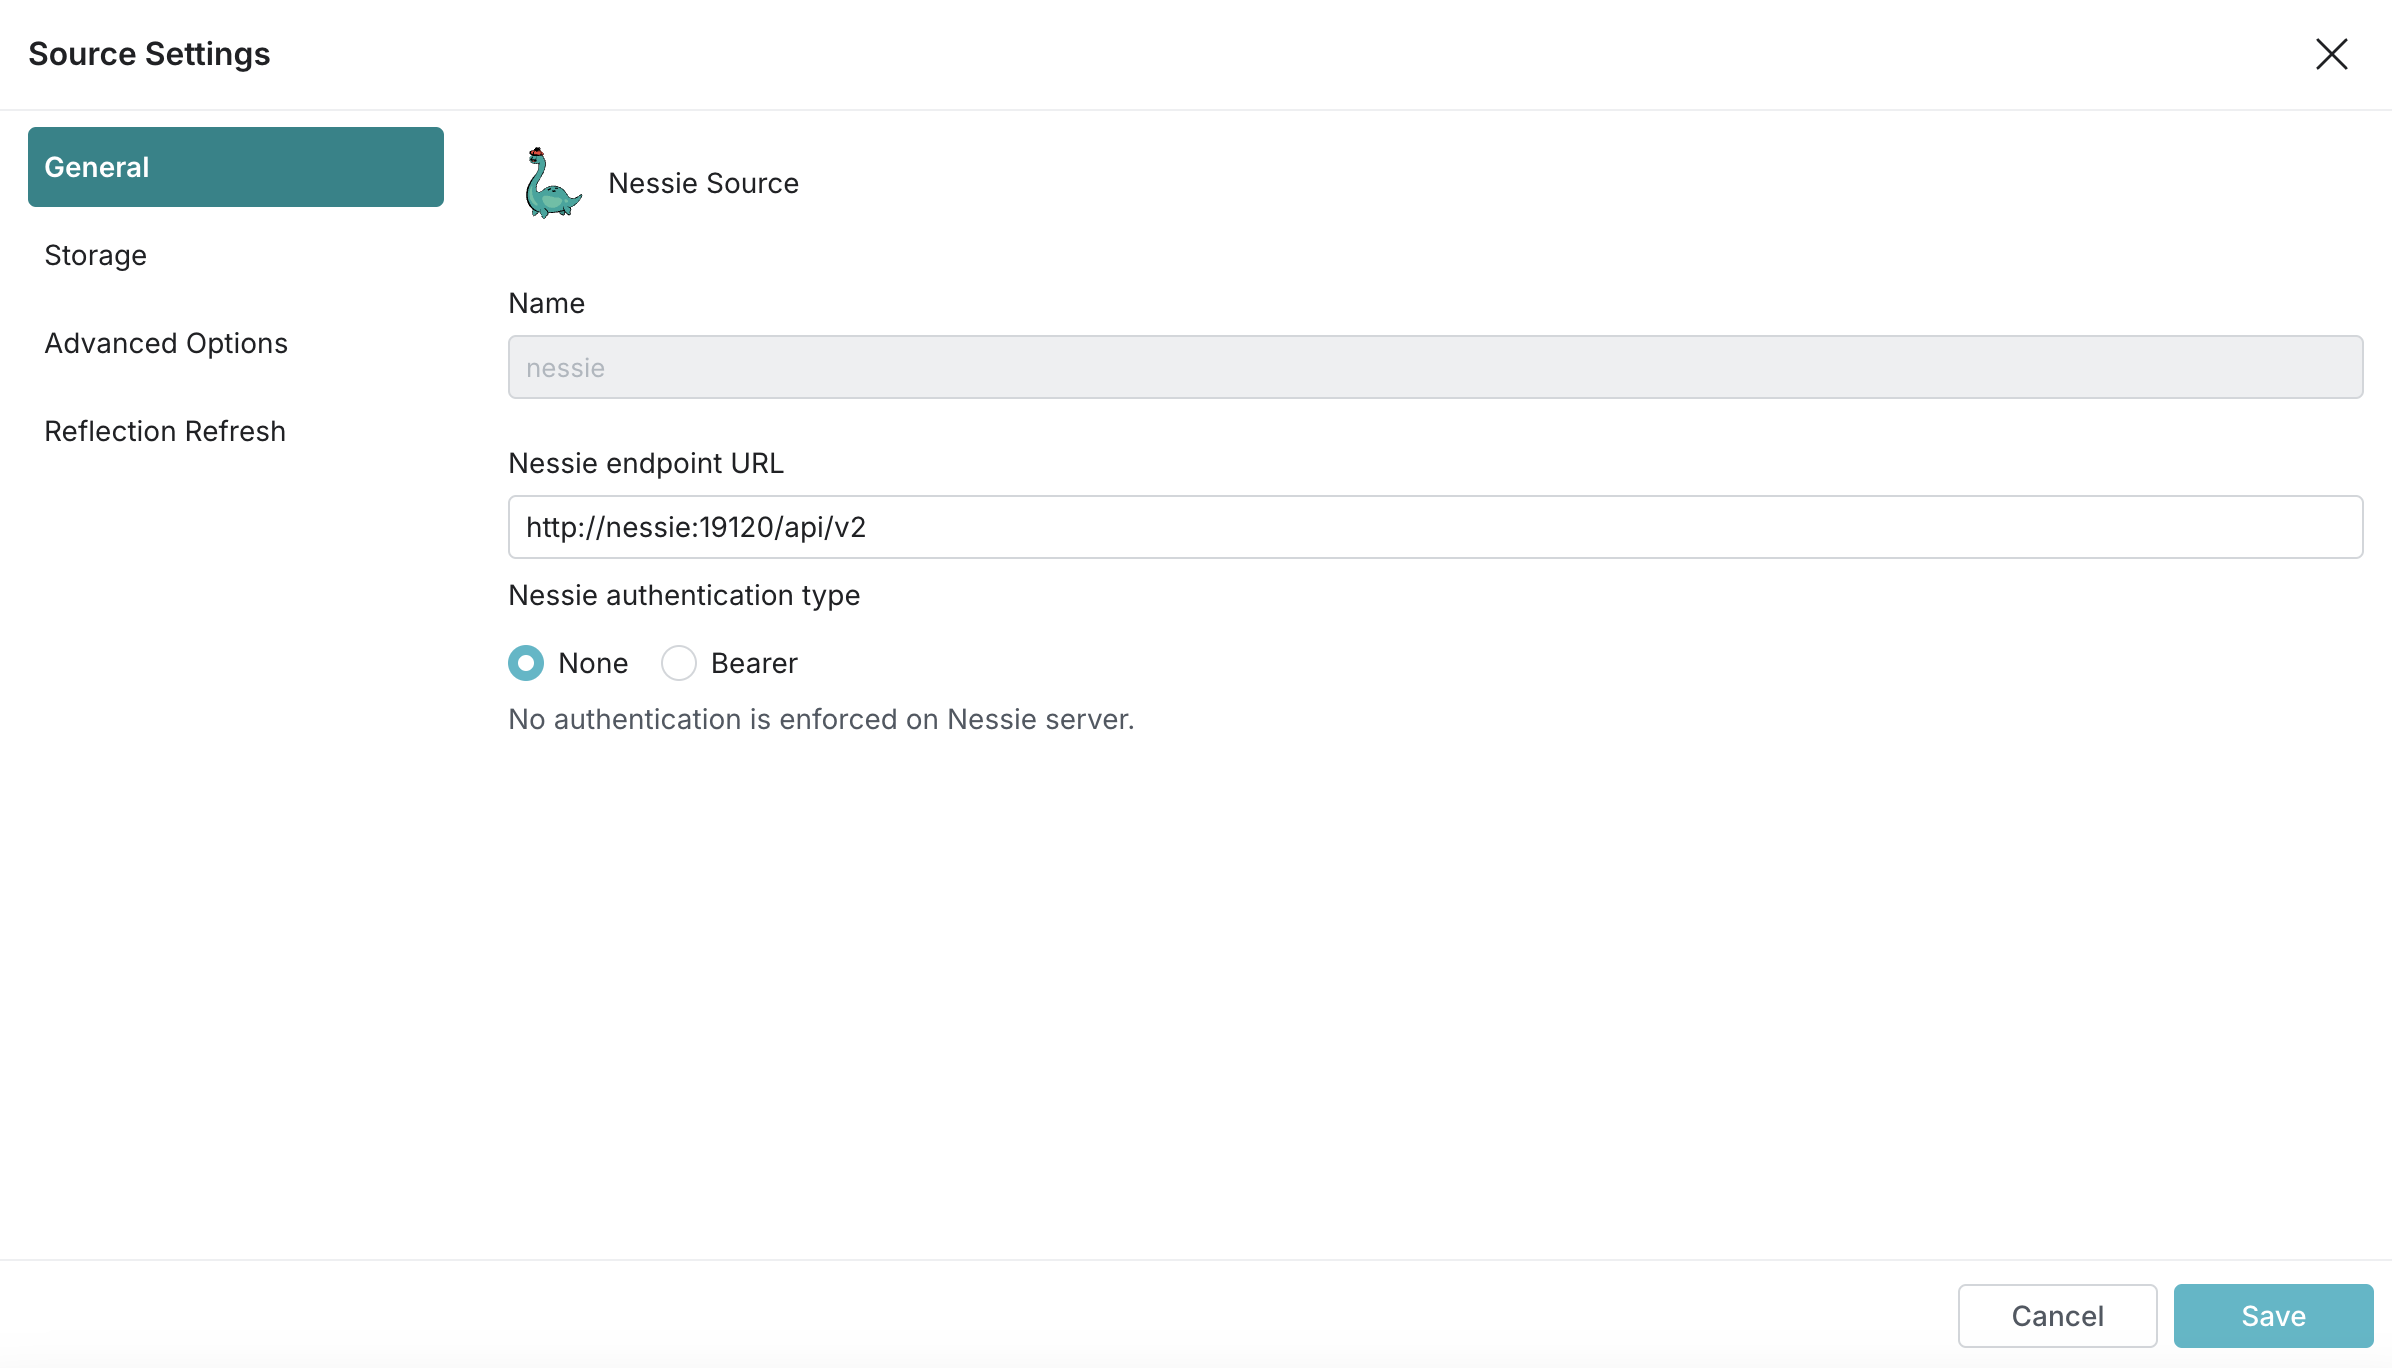 Source Settings
General
Storage
Advanced Options
Reflection Refresh
Nessie Source
Name
nessie
Nessie endpoint URL
http://nessie:19120/api/v2
Nessie authentication type
None Bearer
No authentication is enforced on Nessie server.
Cancel Save